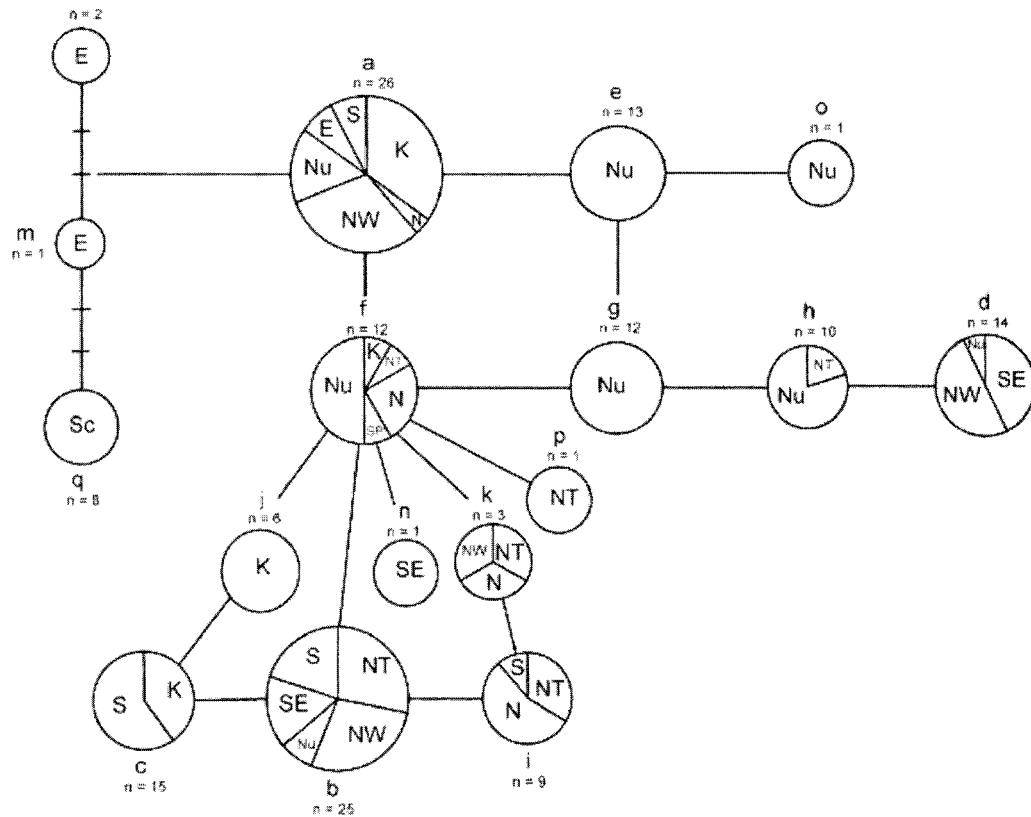 n = 2
E
a
n = 26
S
E
K
Nu
NW
N
e
n = 13
Nu
o
n = 1
Nu
m
n = 1
E
f
n = 12
K
NT
Nu
N
SP
g
n = 12
Nu
h
n = 10
NT
Nu
d
n = 14
Nu
NW
SE
Sc
q
n = 8
j
n = 6
K
n
n = 1
SE
k
n = 3
NW
NT
N
p
n = 1
NT
S
K
c
n = 15
S
NT
SE
Nu
NW
b
n = 25
S
NT
N
i
n = 9